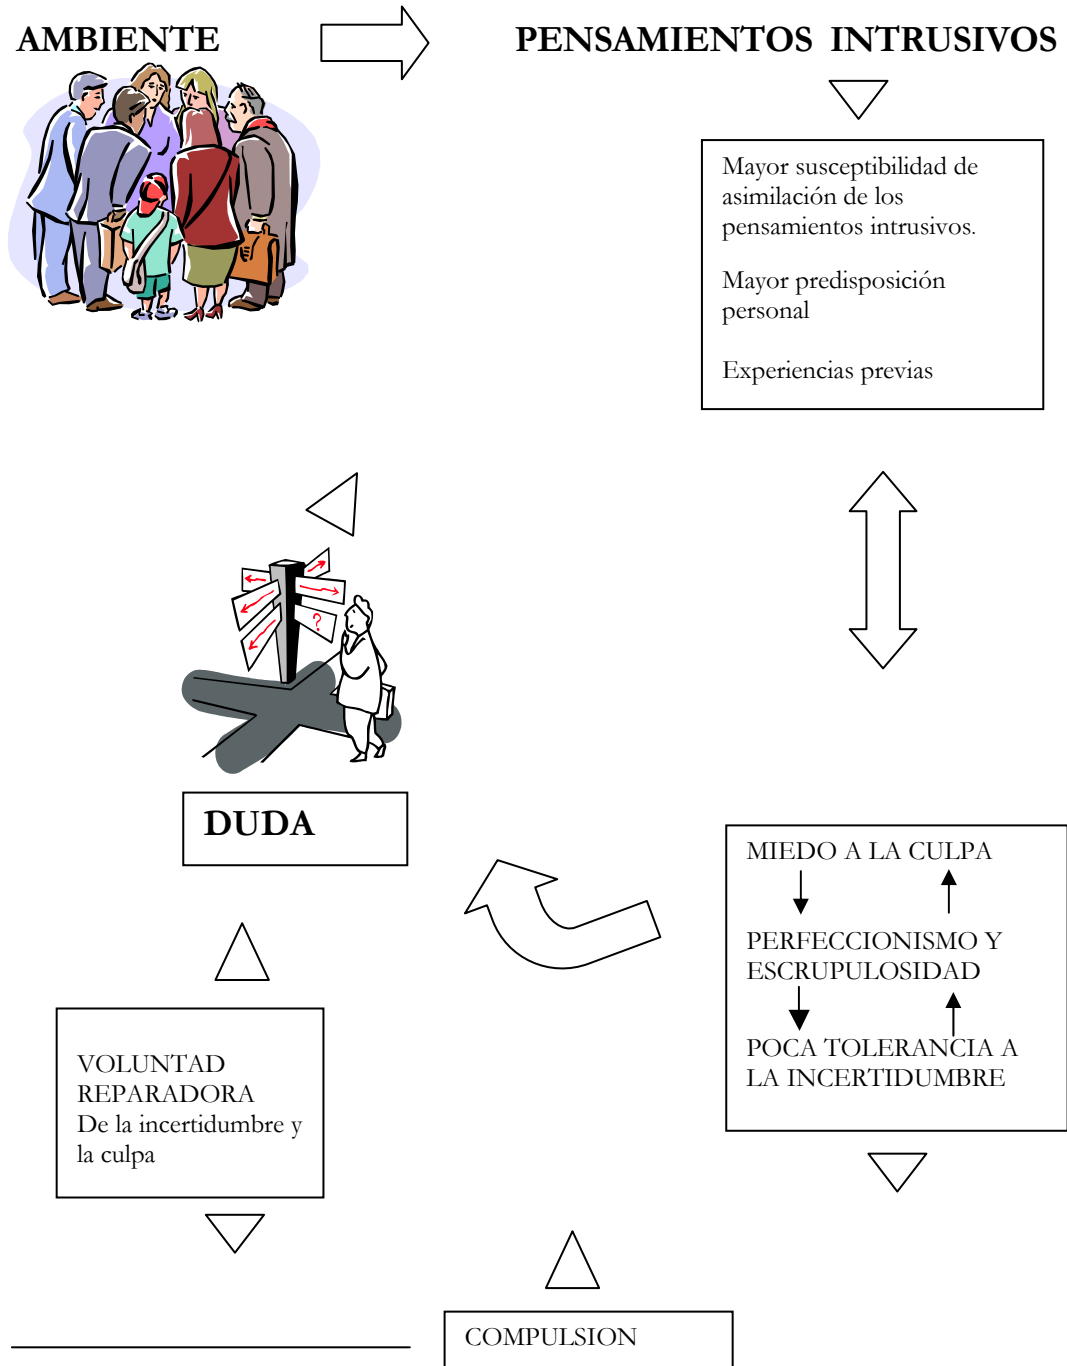 AMBIENTE
PENSAMIENTOS INTRUSIVOS
Mayor susceptibilidad de
asimilación de los
pensamientos intrusivos.
Mayor predisposición
personal
Experiencias previas
?
DUDA
MIEDO A LA CULPA
PERFECCIONISMO Y
ESCRUPULOSIDAD
POCA TOLERANCIA A
LA INCERTIDUMBRE
VOLUNTAD
REPARADORA
De la incertidumbre y
la culpa
COMPULSION